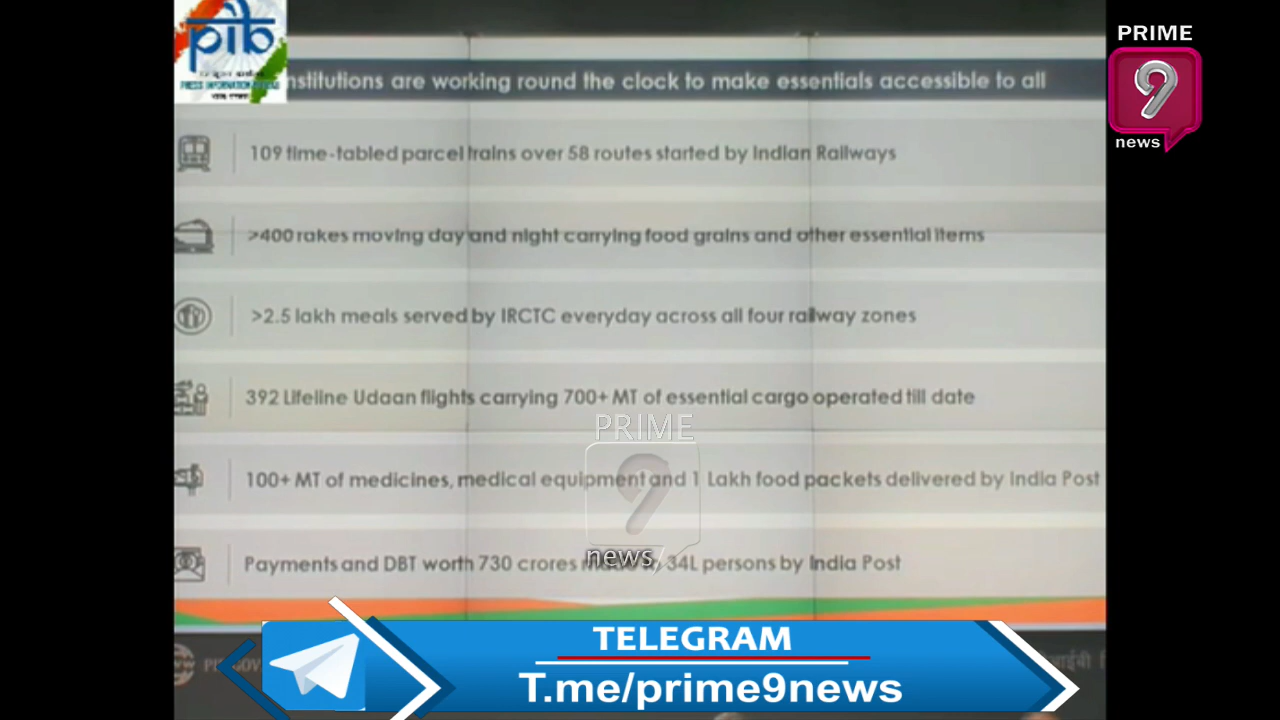 pib
PRESS INFORMATION
PRIME
9
news
nstitutions are working round the clock to make essentials accessible to all
109 time-tabled parcel trains over 58 routes started by Indian Railways
>400 rakes moving day and night carrying food grains and other essential items
>2.5 lakh meals served by IRCTC everyday across all four railway zones
392 Lifeline Udaan flights carrying 700+ MT of essential cargo operated till date
100+ MT of medicines, medical equipment and 1 Lakh food packets delivered by India Post
Payments and DBT worth 730 crores 34L persons by India Post
PRIME
9
news
TELEGRAM
T.me/prime9news